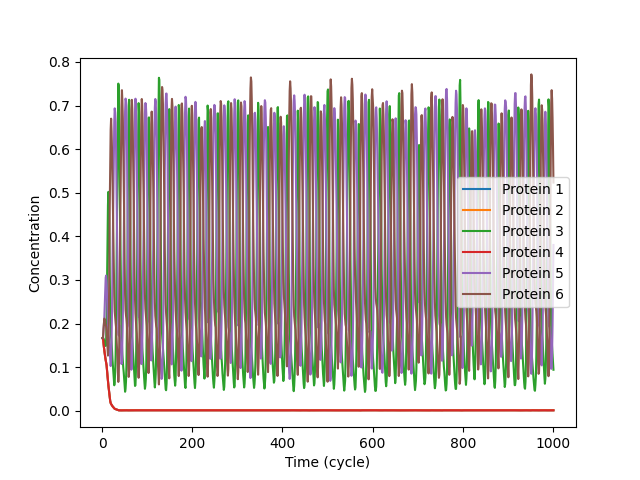 0.8
0.7
0.6
0.5
0.4
0.3
0.2
0.1
0.0
Concentration
Protein 1
Protein 2
Protein 3
Protein 4
Protein 5
Protein 6
0 200 400 600 800 1000
Time (cycle)